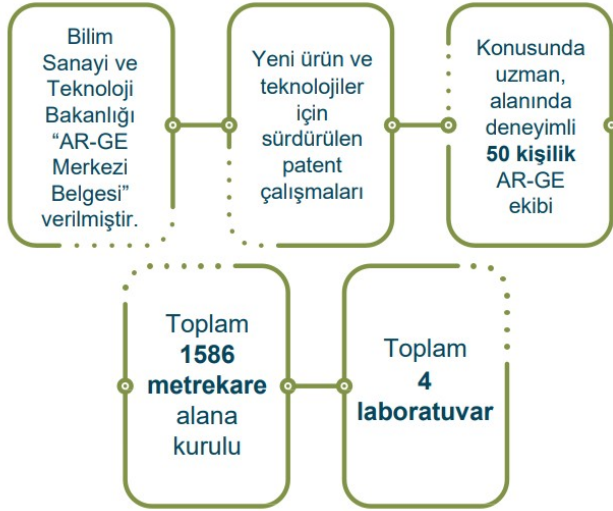 Bilim
Sanayi ve
Teknoloji
Bakanlığı
“AR-GE
Merkezi
Belgesi”
verilmiştir.
Yeni ürün ve
teknolojiler
için
sürdürülen
patent
çalışmaları
Konusunda
uzman,
alanında
deneyimli
50 kişilik
AR-GE
ekibi
Toplam
1586
metrekare
alana
kurulu
Toplam
4
laboratuvar